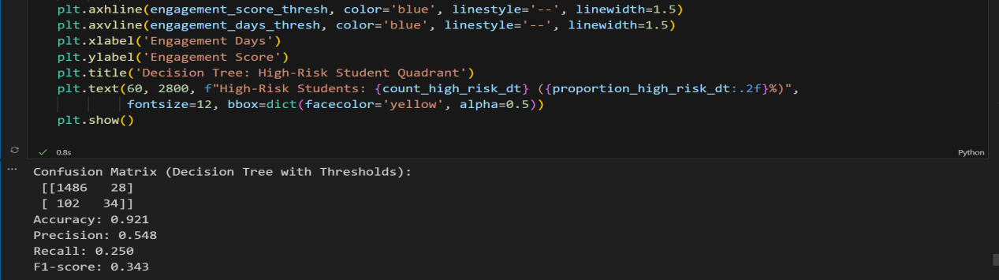 plt.axhline(engagement_score_thresh, color='blue', linestyle='--', linewidth=1.5)
plt.axvline(engagement_days_thresh, color='blue', linestyle='--', linewidth=1.5)
plt.xlabel('Engagement Days')
plt.ylabel('Engagement Score')
plt.title('Decision Tree: High-Risk Student Quadrant')
plt.text(60, 2800, f"High-Risk Students: {count_high_risk_dt} ({proportion_high_risk_dt:.2f}%)",
fontsize=12, bbox=dict(facecolor='yellow', alpha=0.5))
plt.show()
0.8s Python
... Confusion Matrix (Decision Tree with Thresholds):
[[1486 28]
[ 102 34]]
Accuracy: 0.921
Precision: 0.548
Recall: 0.250
F1-score: 0.343